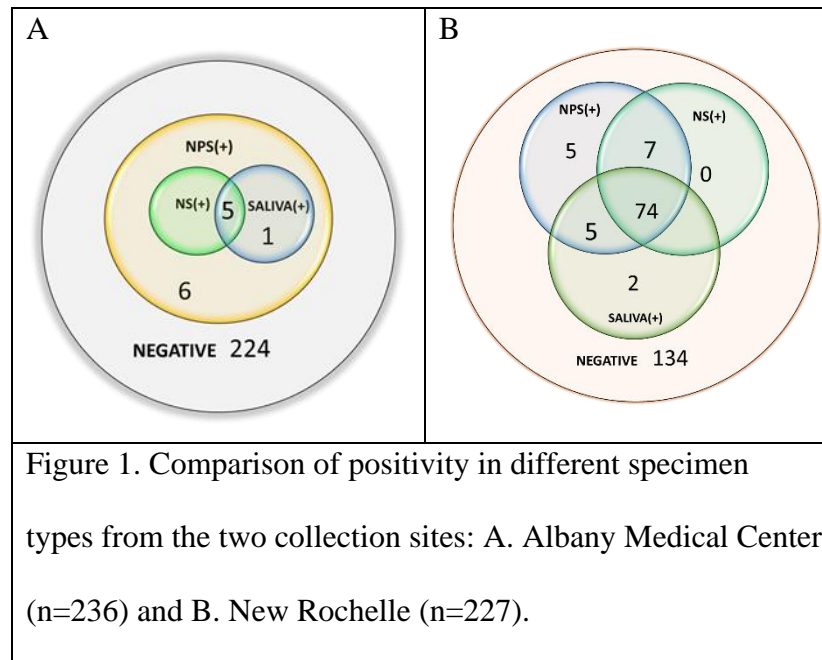 A
NPS(+)
NS(+)
5
SALIVA(+)
1
6
NEGATIVE 224
B
NPS(+)
NS(+)
5
7
0
74
5
2
SALIVA(+)
NEGATIVE 134
Figure 1. Comparison of positivity in different specimen
types from the two collection sites: A. Albany Medical Center
(n=236) and B. New Rochelle (n=227).